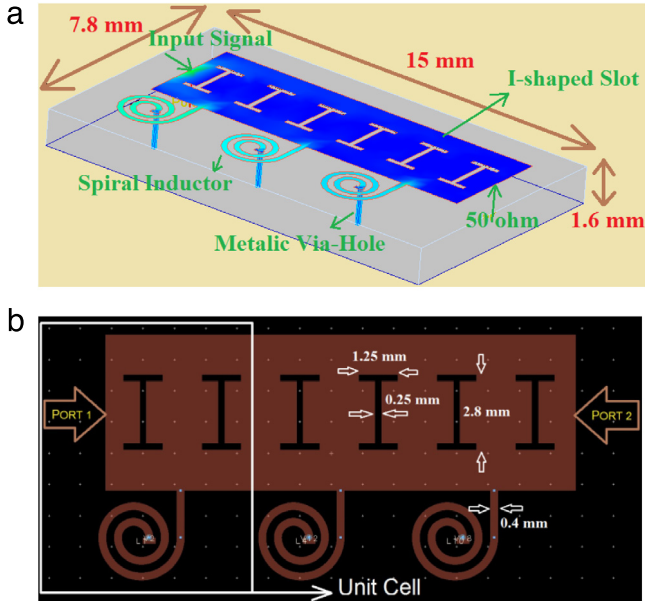 a
7.8 mm
Input Signal
15 mm
I-shaped Slot
Spiral Inductor
50 ohm
1.6 mm
Metalic Via-Hole
b
1.25 mm
0.25 mm
PORT 1
2.8 mm
PORT 2
0.4 mm
Unit Cell